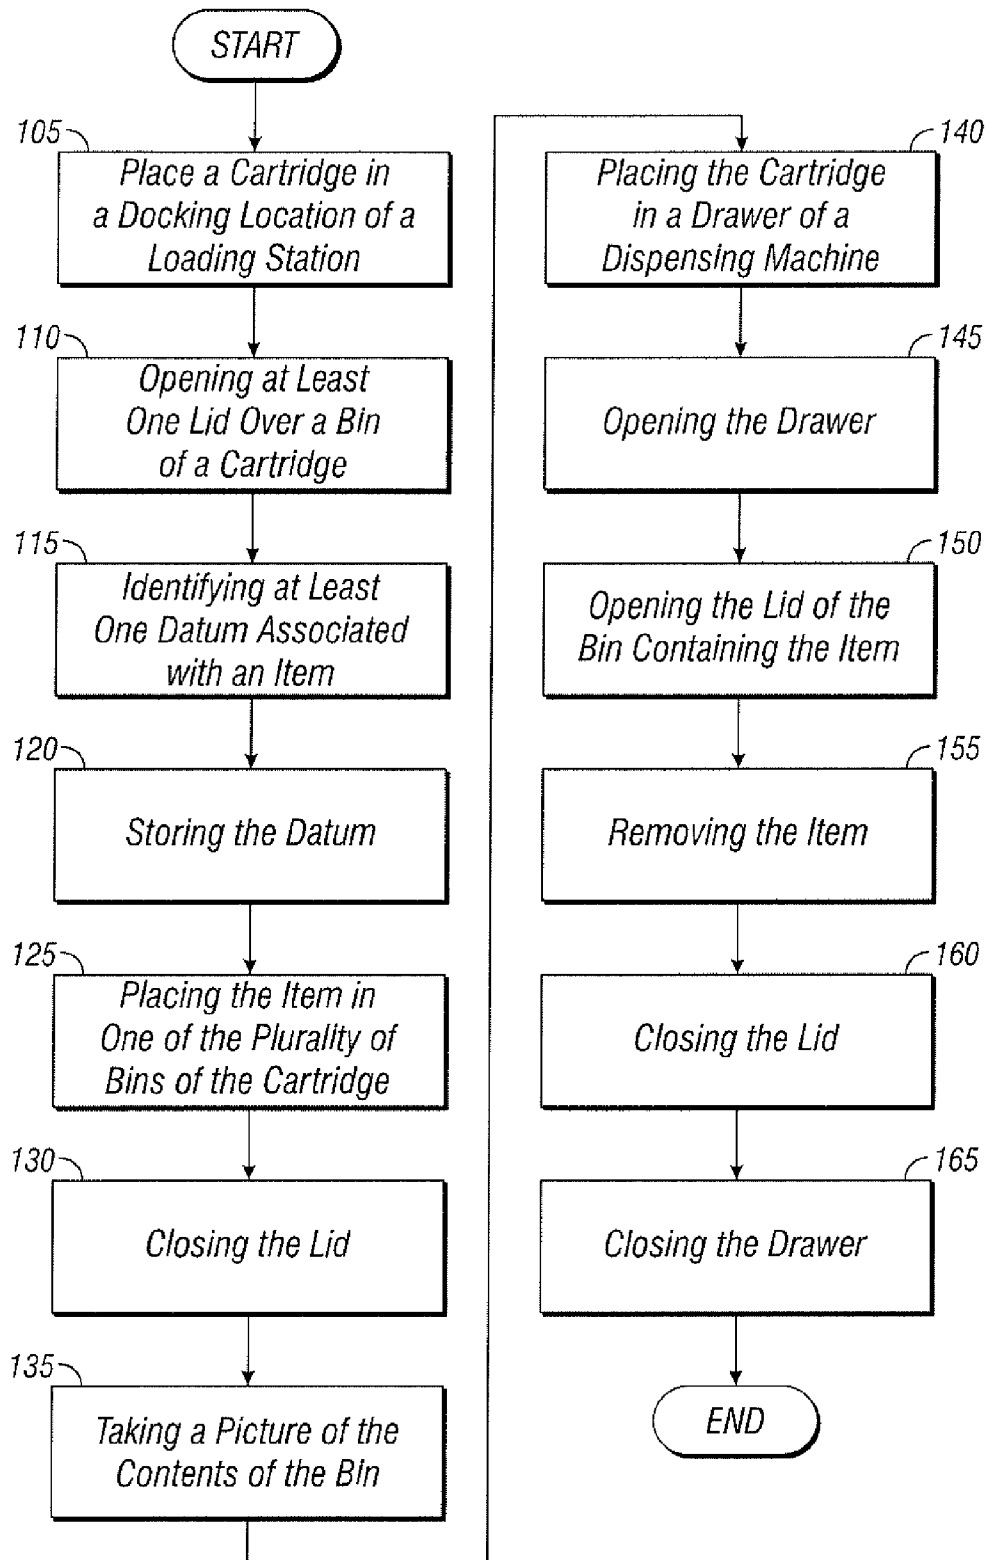 START
105
Place a Cartridge in
a Docking Location of a
Loading Station
110
Opening at Least
One Lid Over a Bin
of a Cartridge
115
Identifying at Least
One Datum Associated
with an Item
120
Storing the Datum
125
Placing the Item in
One of the Plurality of
Bins of the Cartridge
130
Closing the Lid
135
Taking a Picture of the
Contents of the Bin
140
Placing the Cartridge
in a Drawer of a
Dispensing Machine
145
Opening the Drawer
150
Opening the Lid of the
Bin Containing the Item
155
Removing the Item
160
Closing the Lid
165
Closing the Drawer
END